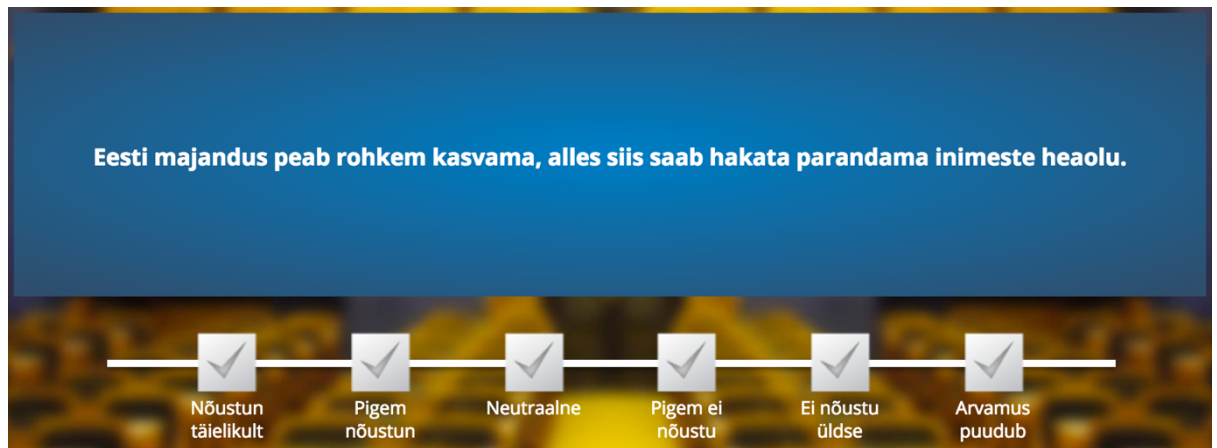 Eesti majandus peab rohkem kasvama, alles siis saab hakata parandama inimeste heaolu.
Nõustun
täielikult
Pigem
nõustun
Neutraalne
Pigem ei
nõustu
Ei nõustu
üldse
Arvamus
puudub